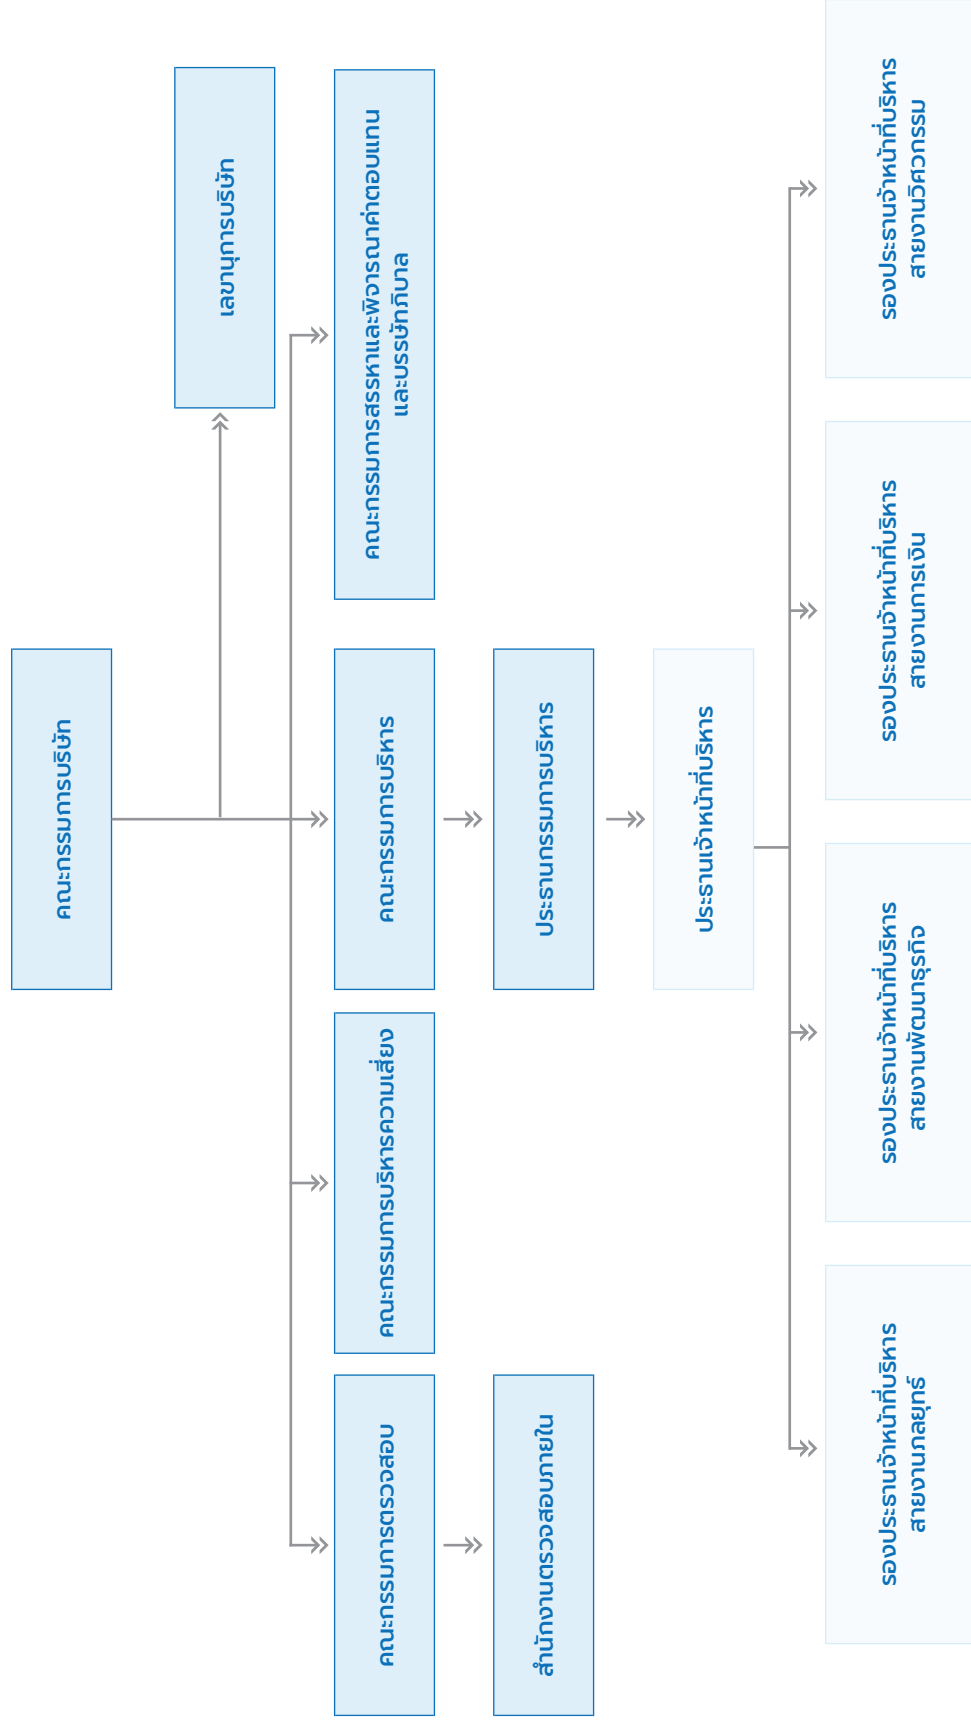 คณะกรรมการบริษัท
เลขานุการบริษัท
คณะกรรมการตรวจสอบ
คณะกรรมการบริหารความเสี่ยง
คณะกรรมการบริหาร
คณะกรรมการสรรหาและพิจารณาค่าตอบแทน
และบรรษัทภิบาล
สำนักงานตรวจสอบภายใน
ประธานกรรมการบริหาร
ประธานเจ้าหน้าที่บริหาร
รองประธานจ้าหน้าที่บริหาร
สายงานกลยุทธ์
รองประธานจ้าหน้าที่บริหาร
สายงานพัฒนาธุรกิจ
รองประธานจ้าหน้าที่บริหาร
สายงานการเงิน
รองประธานจ้าหน้าที่บริหาร
สายงานวิศวกรรม